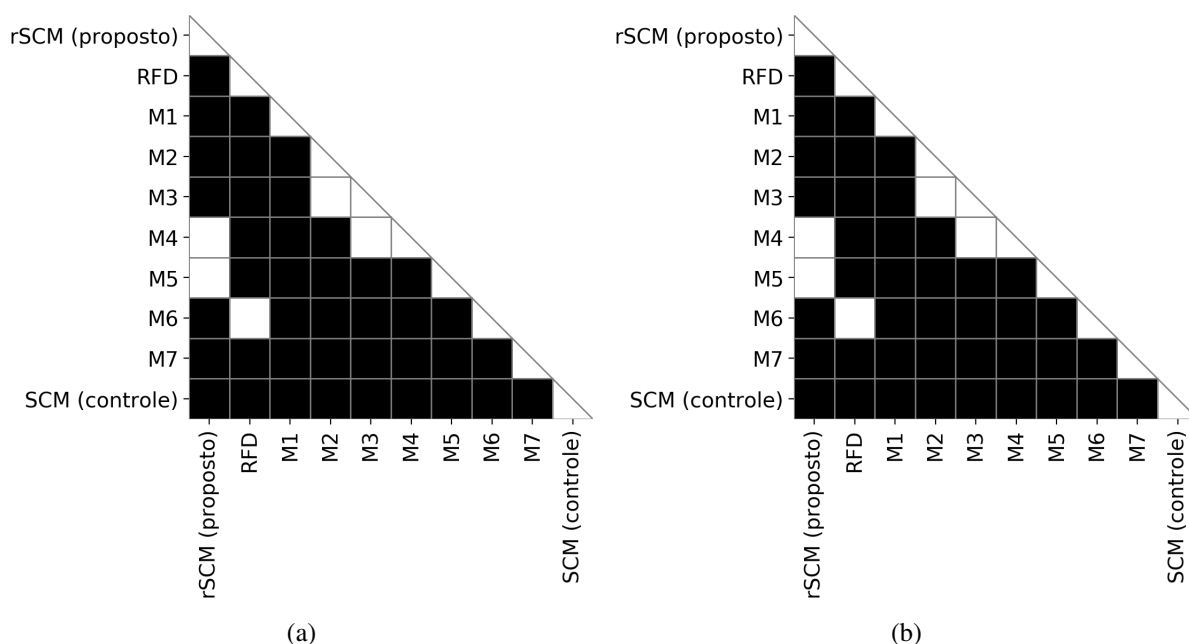 rSCM (proposto)
RFD
M1
M2
M3
M4
M5
M6
M7
SCM (controle)
rSCM (proposto)
RFD
M1
M2
M3
M4
M5
M6
M7
SCM (controle)
(a)
rSCM (proposto)
RFD
M1
M2
M3
M4
M5
M6
M7
SCM (controle)
rSCM (proposto)
RFD
M1
M2
M3
M4
M5
M6
M7
SCM (controle)
(b)